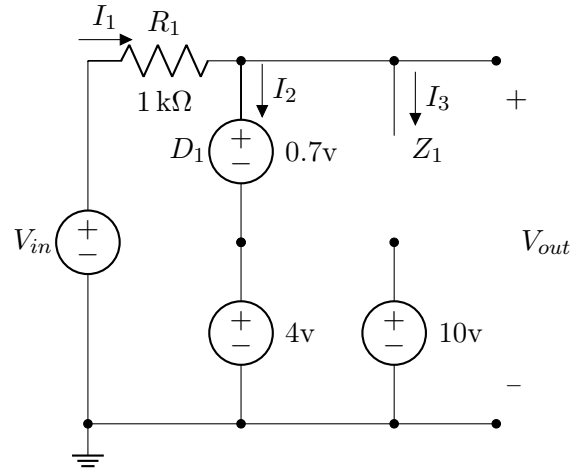 I1
R1
1 kΩ
I2
I3
+
D1
+
−
0.7v
Z1
Vin
+
−
Vout
+
−
4v
+
−
10v
−